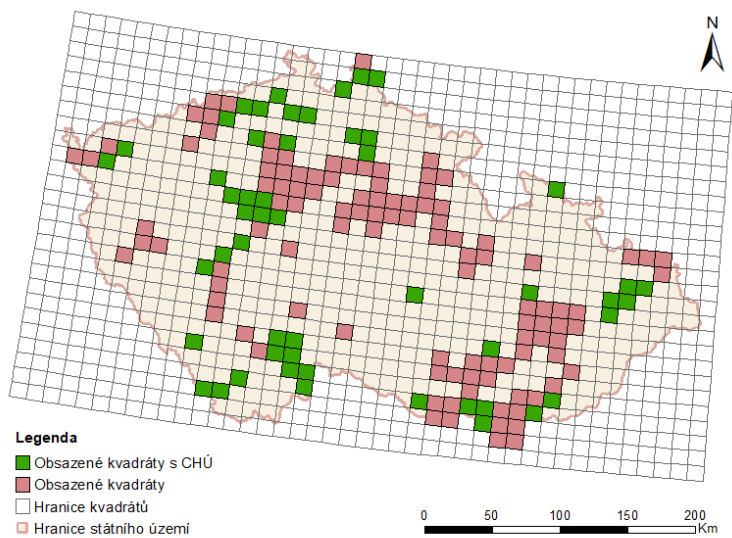 N
Legenda
Obsazené kvadráty s CHÚ
Obsazené kvadráty
Hranice kvadrátů
Hranice státního území
0 50 100 150 200
Km